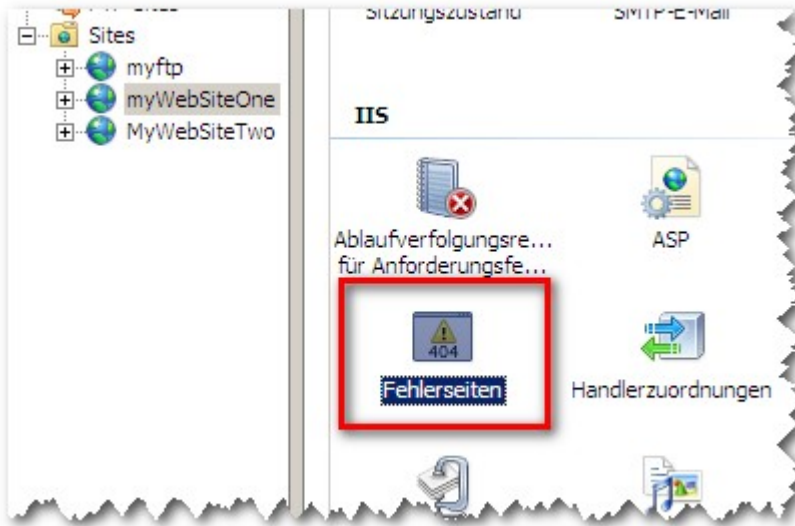 Sites
myftp
myWebSiteOne
MyWebSiteTwo
Sitzungszustand
SMTP-E-Mail
IIS
Ablaufverfolgungsre...
für Anforderungsfe...
ASP
404
Fehlerseiten
Handlerzuordnungen